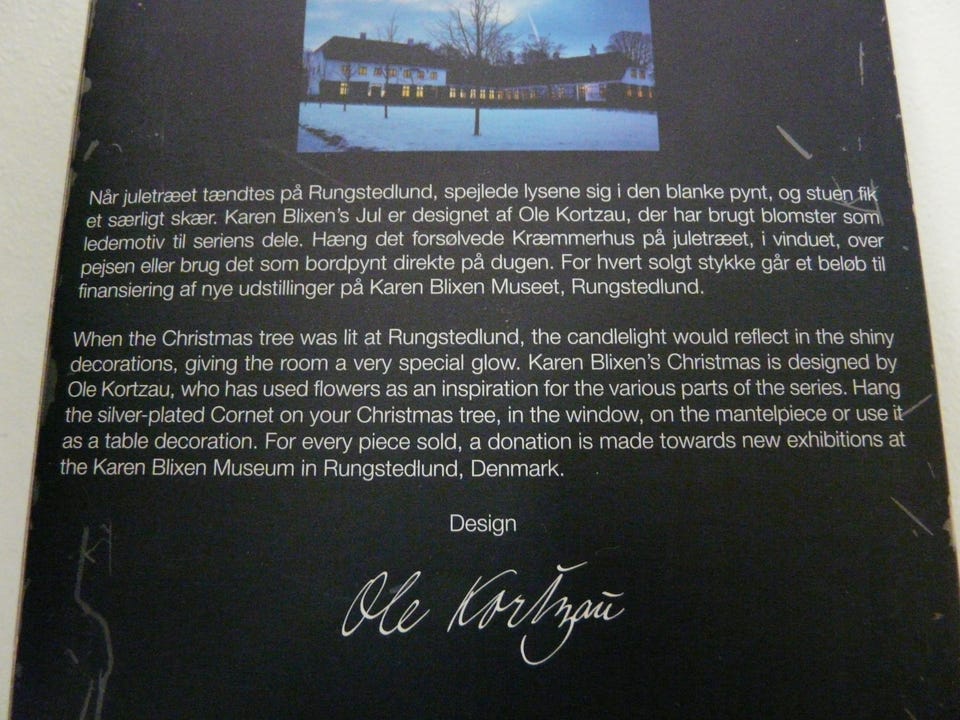 Når juletræet tændtes på Rungstedlund, spejlede lysene sig i den blanke pynt, og stuen fik
et særligt skær. Karen Blixen's Jul er designet af Ole Kortzau, der har brugt blomster som
ledemotiv til seriens dele. Hæng det forsølvede Kræmmerhus på juletræet, i vinduet, over
pejsen eller brug det som bordpynt direkte på dugen. For hvert solgt stykke går et beløb til
finansiering af nye udstillinger på Karen Blixen Museet, Rungstedlund.
When the Christmas tree was lit at Rungstedlund, the candlelight would reflect in the shiny
decorations, giving the room a very special glow. Karen Blixen's Christmas is designed by
Ole Kortzau, who has used flowers as an inspiration for the various parts of the series. Hang
the silver-plated Cornet on your Christmas tree, in the window, on the mantelpiece or use it
as a table decoration. For every piece sold, a donation is made towards new exhibitions at
the Karen Blixen Museum in Rungstedlund, Denmark.
Design
Ole Kortzau